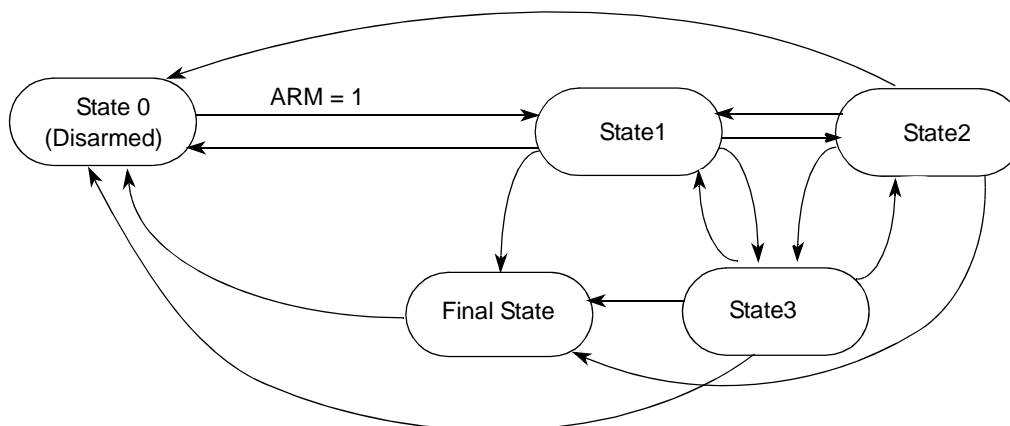 State 0
(Disarmed)
ARM = 1
State1
State2
Final State
State3